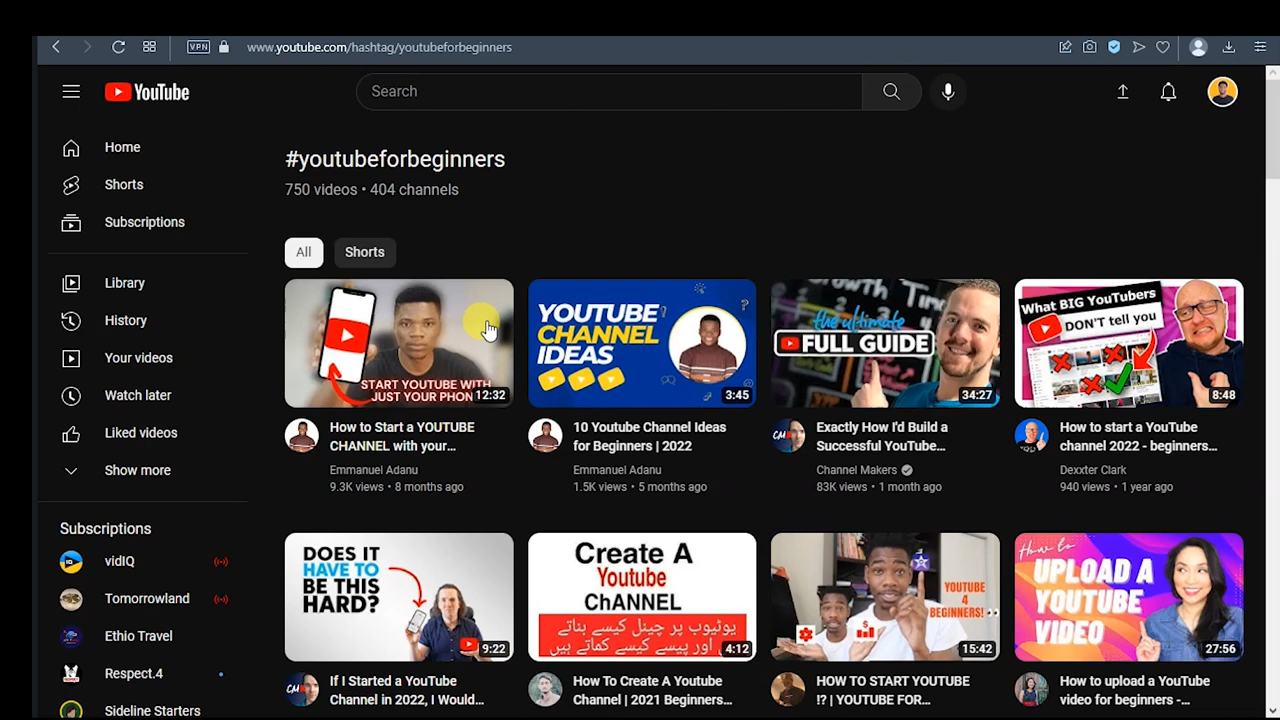 VPN
www.youtube.com/hashtag/youtubeforbeginners
YouTube
Search
Home
Shorts
Subscriptions
Library
History
Your videos
Watch later
Liked videos
Show more
Subscriptions
vidIQ
Tomorrowland
Ethio Travel
Respect.4
Sideline Starters
#youtubeforbeginners
750 videos • 404 channels
All
Shorts
START YOUTUBE WITH
JUST YOUR PHON
12:32
How to Start a YOUTUBE
CHANNEL with your...
Emmanuel Adanu
9.3K views • 8 months ago
YOUTUBE
CHANNEL
IDEAS
3:45
10 Youtube Channel Ideas
for Beginners | 2022
Emmanuel Adanu
1.5K views • 5 months ago
Growth
the ultimate
FULL GUIDE
34:27
Exactly How I'd Build a
Successful YouTube...
Channel Makers
83K views • 1 month ago
What BIG YouTubers
DON'T tell you
8:48
How to start a YouTube
channel 2022 - beginners...
Dexxter Clark
940 views • 1 year ago
DOES IT
HAVE TO
BE THIS
HARD?
9:22
If I Started a YouTube
Channel in 2022, I Would...
Create A
Youtube
ChANNEL
یوٹیوب پر چینل کیسے بناتے
اور پیسے کیسے کماتے ہیں
4:12
How To Create A Youtube
Channel | 2021 Beginners...
YOUTUBE
4
BEGINNERS!
15:42
HOW TO START YOUTUBE
!? | YOUTUBE FOR...
How to
UPLOAD A
YOUTUBE
VIDEO
27:56
How to upload a YouTube
video for beginners -...